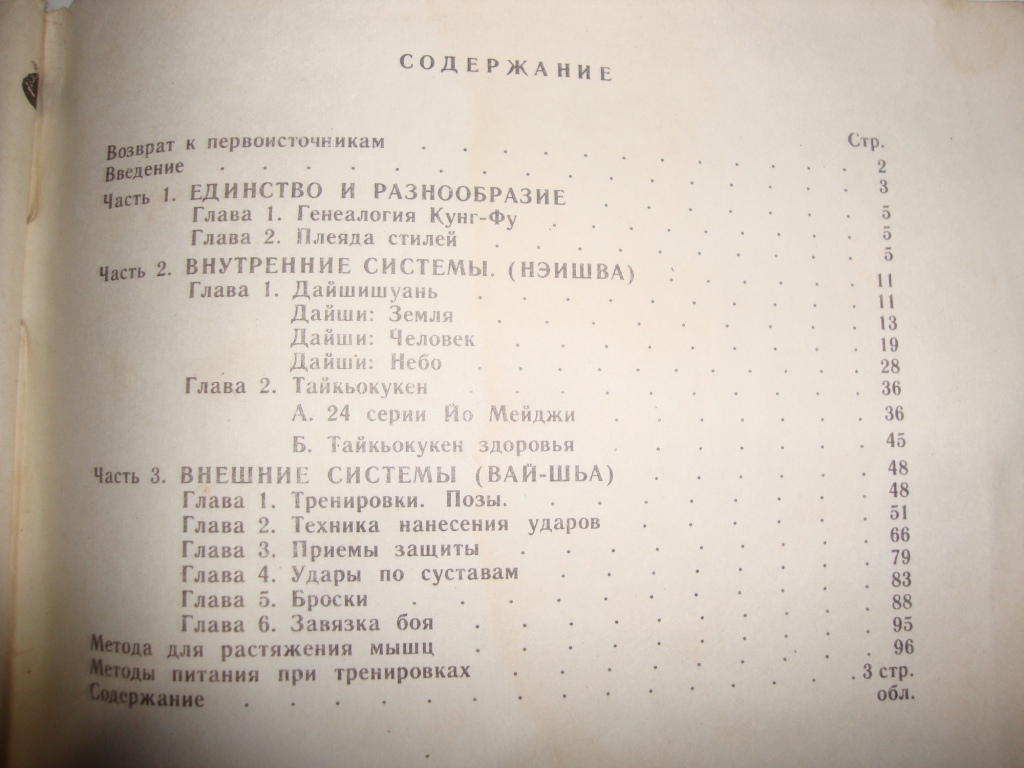 СОДЕРЖАНИЕ
Стр.
Возврат к первоисточникам . . . . . . . . 2
Введение . . . . . . . . . . . . 3
Часть 1. ЕДИНСТВО И РАЗНООБРАЗИЕ . . . . . 5
Глава 1. Генеалогия Кунг-Фу . . . . . . 5
Глава 2. Плеяда стилей . . . . . . . 5
Часть 2. ВНУТРЕННИЕ СИСТЕМЫ. (НЭИШВА) . . . . 11
Глава 1. Дайшишуань . . . . . . . 11
Дайши: Земля . . . . . . . 13
Дайши: Человек . . . . . . . 19
Дайши: Небо . . . . . . . 28
Глава 2. Тайкьокукен . . . . . . . 36
А. 24 серии Йо Мейджи . . . . . 36
Б. Тайкьокукен здоровья . . . . . 45
Часть 3. ВНЕШНИЕ СИСТЕМЫ (ВАЙ-ШЬА) . . . . 48
Глава 1. Тренировки. Позы. . . . . . . 48
Глава 2. Техника нанесения ударов . . . . . 51
Глава 3. Приемы защиты . . . . . . . 66
Глава 4. Удары по суставам . . . . . . 79
Глава 5. Броски . . . . . . . . . 83
Глава 6. Завязка боя . . . . . . . . 88
Метода для растяжения мышц . . . . . . . 95
Методы питания при тренировках . . . . . . 96
Содержание . . . . . . . . . . . 3 стр.
обл.